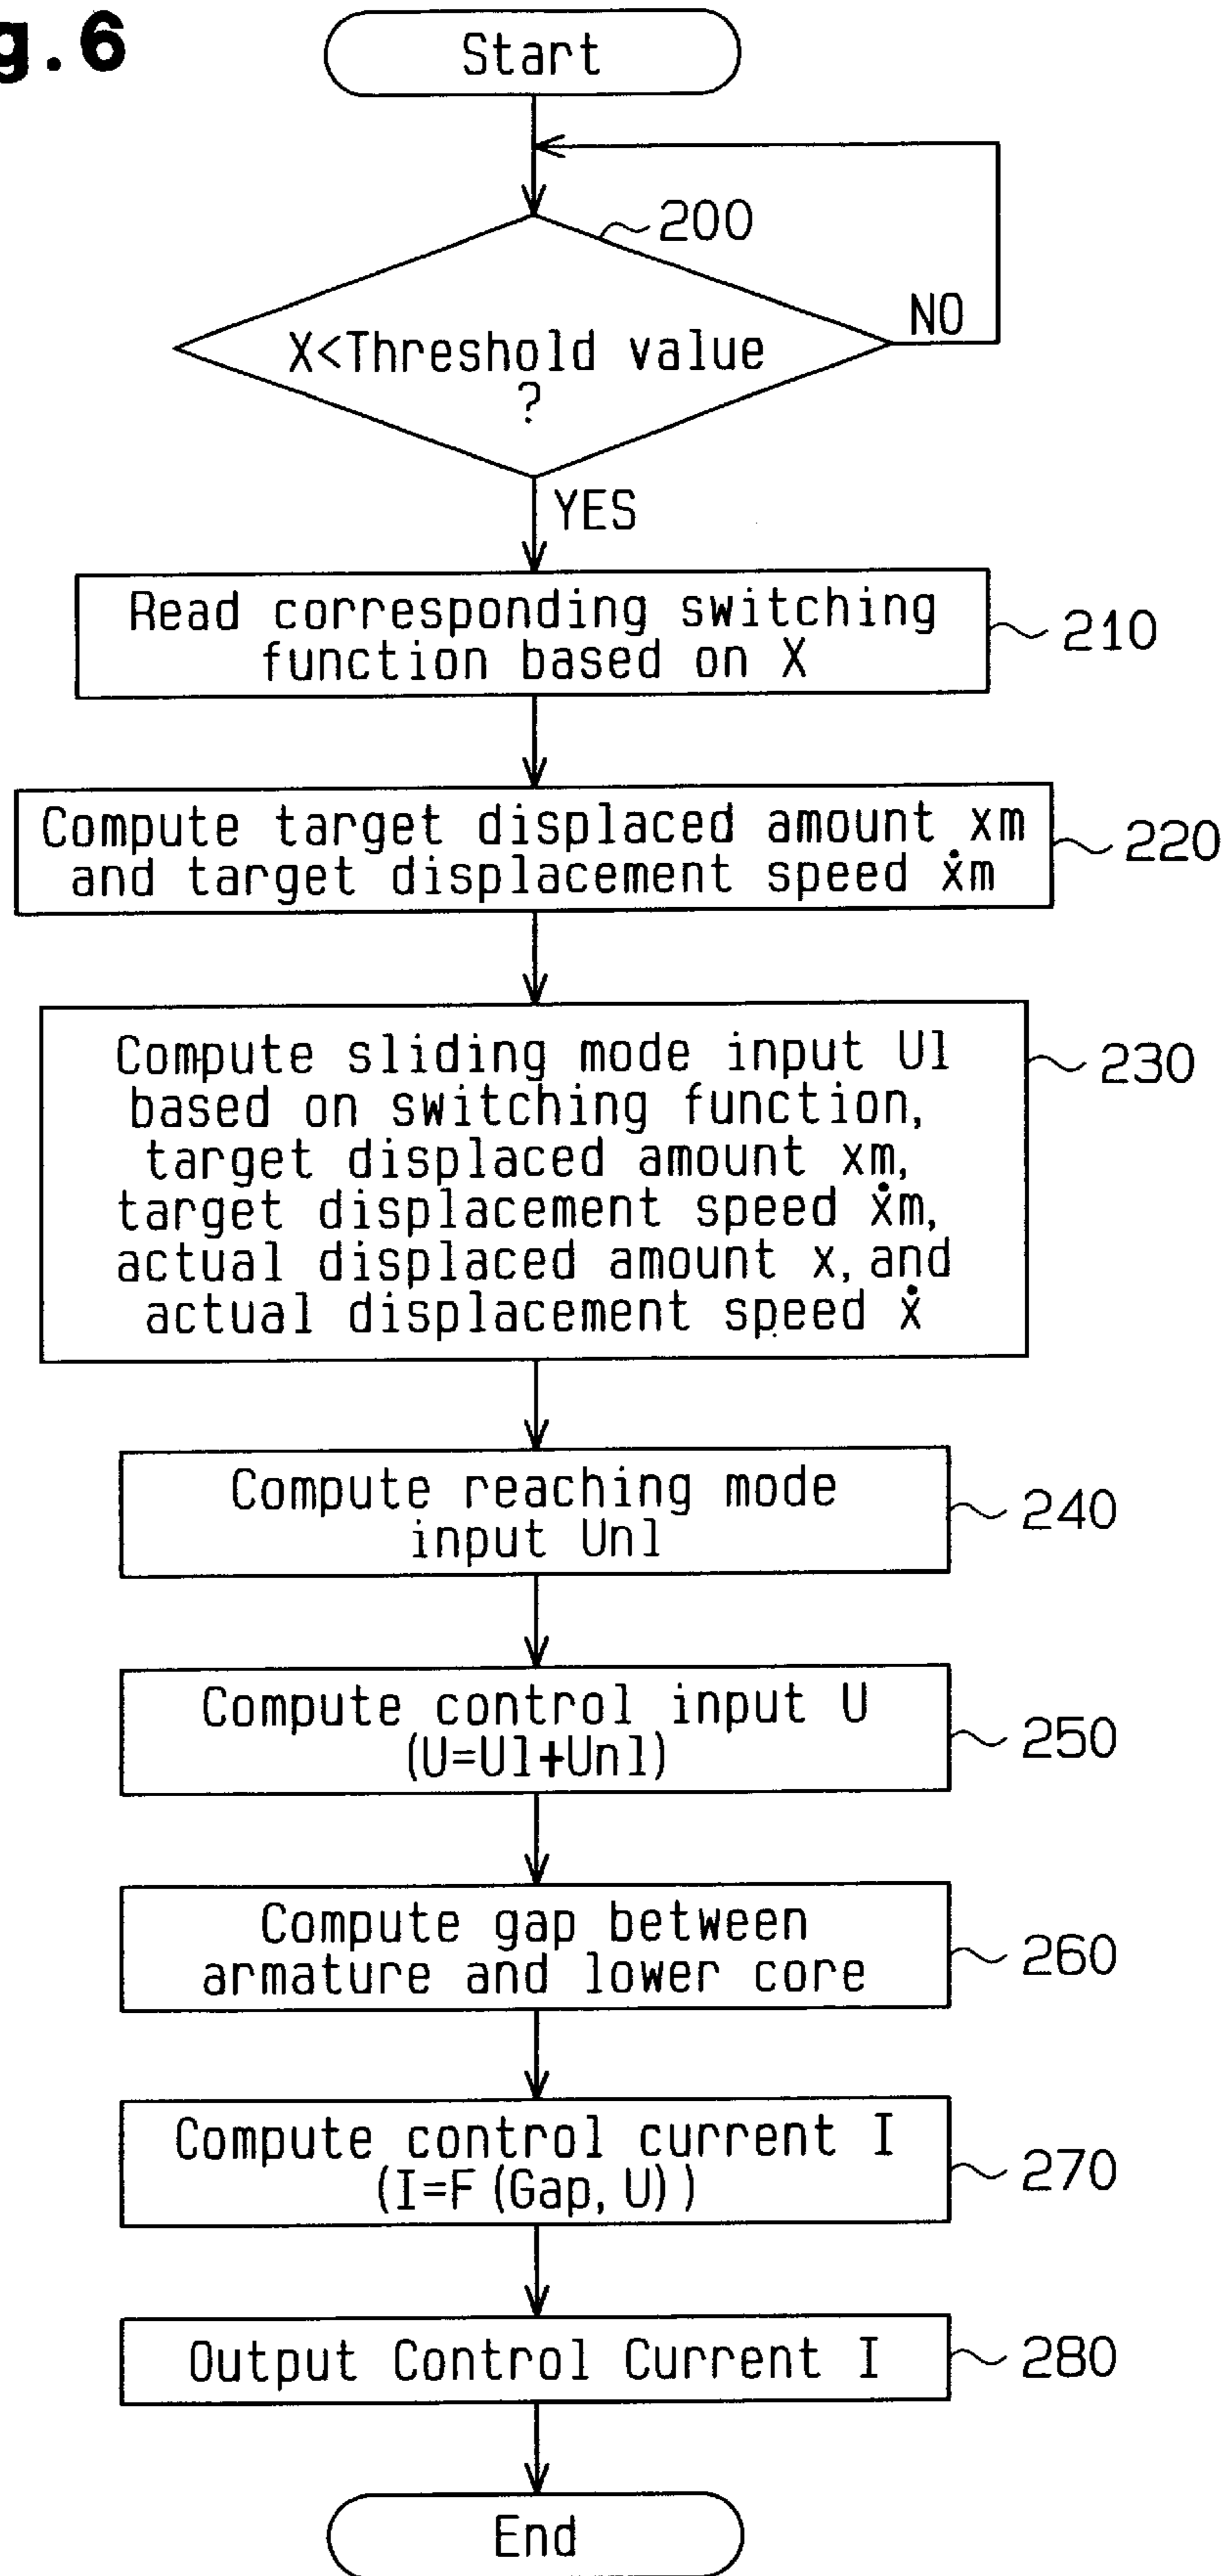 g.6
Start
200
X<Threshold value
?
NO
YES
Read corresponding switching
function based on X
210
Compute target displaced amount xm
and target displacement speed ẋm
220
Compute sliding mode input Ul
based on switching function,
target displaced amount xm,
target displacement speed ẋm,
actual displaced amount x, and
actual displacement speed ẋ
230
Compute reaching mode
input Unl
240
Compute control input U
(U=Ul+Unl)
250
Compute gap between
armature and lower core
260
Compute control current I
(I=F (Gap, U) )
270
Output Control Current I
280
End